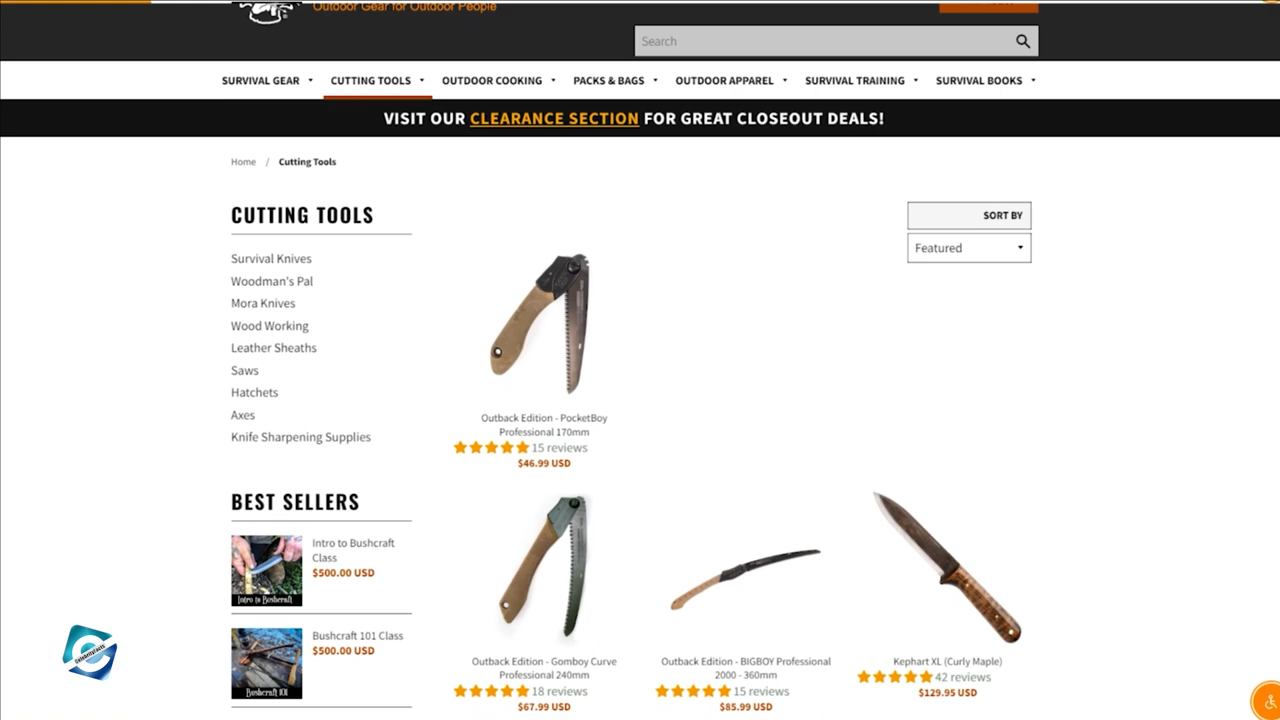 Outdoor Gear for Outdoor People
Search
SURVIVAL GEAR CUTTING TOOLS OUTDOOR COOKING PACKS & BAGS OUTDOOR APPAREL SURVIVAL TRAINING SURVIVAL BOOKS
VISIT OUR CLEARANCE SECTION FOR GREAT CLOSEOUT DEALS!
Home / Cutting Tools
CUTTING TOOLS
Survival Knives
Woodman's Pal
Mora Knives
Wood Working
Leather Sheaths
Saws
Hatchets
Axes
Knife Sharpening Supplies
SORT BY
Featured
Outback Edition - PocketBoy
Professional 170mm
15 reviews
$46.99 USD
BEST SELLERS
Intro to Bushcraft
Class
$500.00 USD
Intro to Bushcraft
Bushcraft 101 Class
$500.00 USD
Bushcraft 101
Outback Edition - Gomboy Curve
Professional 240mm
18 reviews
$67.99 USD
Outback Edition - BIGBOY Professional
2000 - 360mm
15 reviews
$85.99 USD
Kephart XL (Curly Maple)
42 reviews
$129.95 USD